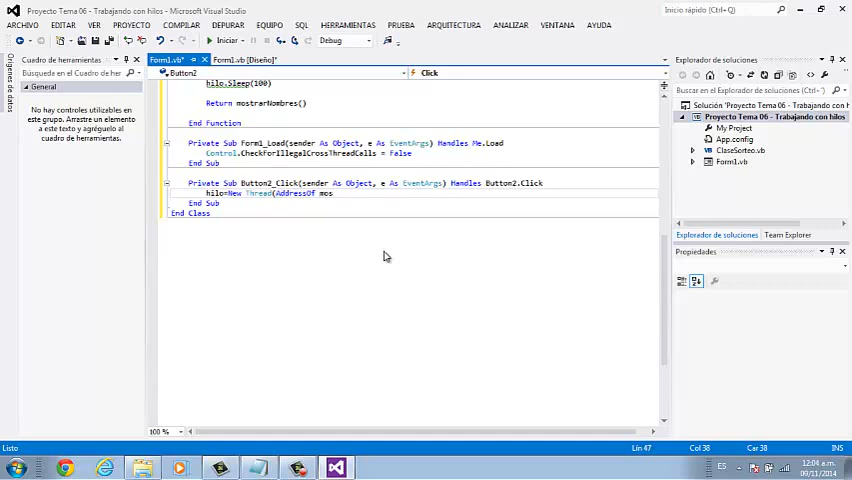 Proyecto Tema 06 - Trabajando con hilos - Microsoft Visual Studio
Inicio rápido (Ctrl+Q)
ARCHIVO EDITAR VER PROYECTO COMPILAR DEPURAR EQUIPO SQL HERRAMIENTAS PRUEBA ARQUITECTURA ANALIZAR VENTANA AYUDA
Iniciar Debug
Orígenes de datos
Cuadro de herramientas
Búsqueda en el Cuadro de her
General
No hay controles utilizables en
este grupo. Arrastre un elemento
a este texto y agréguelo al
cuadro de herramientas.
Form1.vb* Form1.vb [Diseño]*
Button2 Click
hilo.Sleep(100)
Return mostrarNombres()
End Function
Private Sub Form1_Load(sender As Object, e As EventArgs) Handles Me.Load
Control.CheckForIllegalCrossThreadCalls = False
End Sub
Private Sub Button2_Click(sender As Object, e As EventArgs) Handles Button2.Click
hilo=New Thread(AddressOf mos
End Sub
End Class
100 %
Explorador de soluciones
Buscar en el Explorador de soluciones (
Solución 'Proyecto Tema 06 - Trabajando con h
Proyecto Tema 06 - Trabajando con hilos
My Project
App.config
ClaseSorteo.vb
Form1.vb
Explorador de soluciones Team Explorer
Propiedades
Listo Lín 47 Col 38 Car 38 INS
ES
12:04 a.m.
09/11/2014